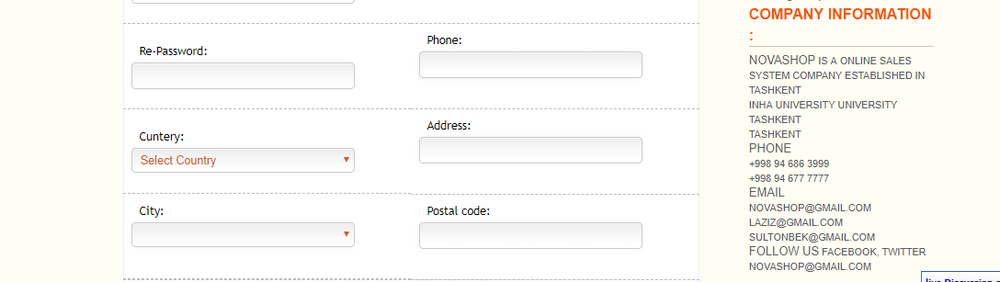 Re-Password:
Phone:
Cuntery:
Select Country
Address:
City:
Postal code:
COMPANY INFORMATION
:
NOVASHOP IS A ONLINE SALES
SYSTEM COMPANY ESTABLISHED IN
TASHKENT
INHA UNIVERSITY UNIVERSITY
TASHKENT
TASHKENT
PHONE
+998 94 686 3999
+998 94 677 7777
EMAIL
NOVASHOP@GMAIL.COM
LAZIZ@GMAIL.COM
SULTONBEK@GMAIL.COM
FOLLOW US FACEBOOK, TWITTER
NOVASHOP@GMAIL.COM